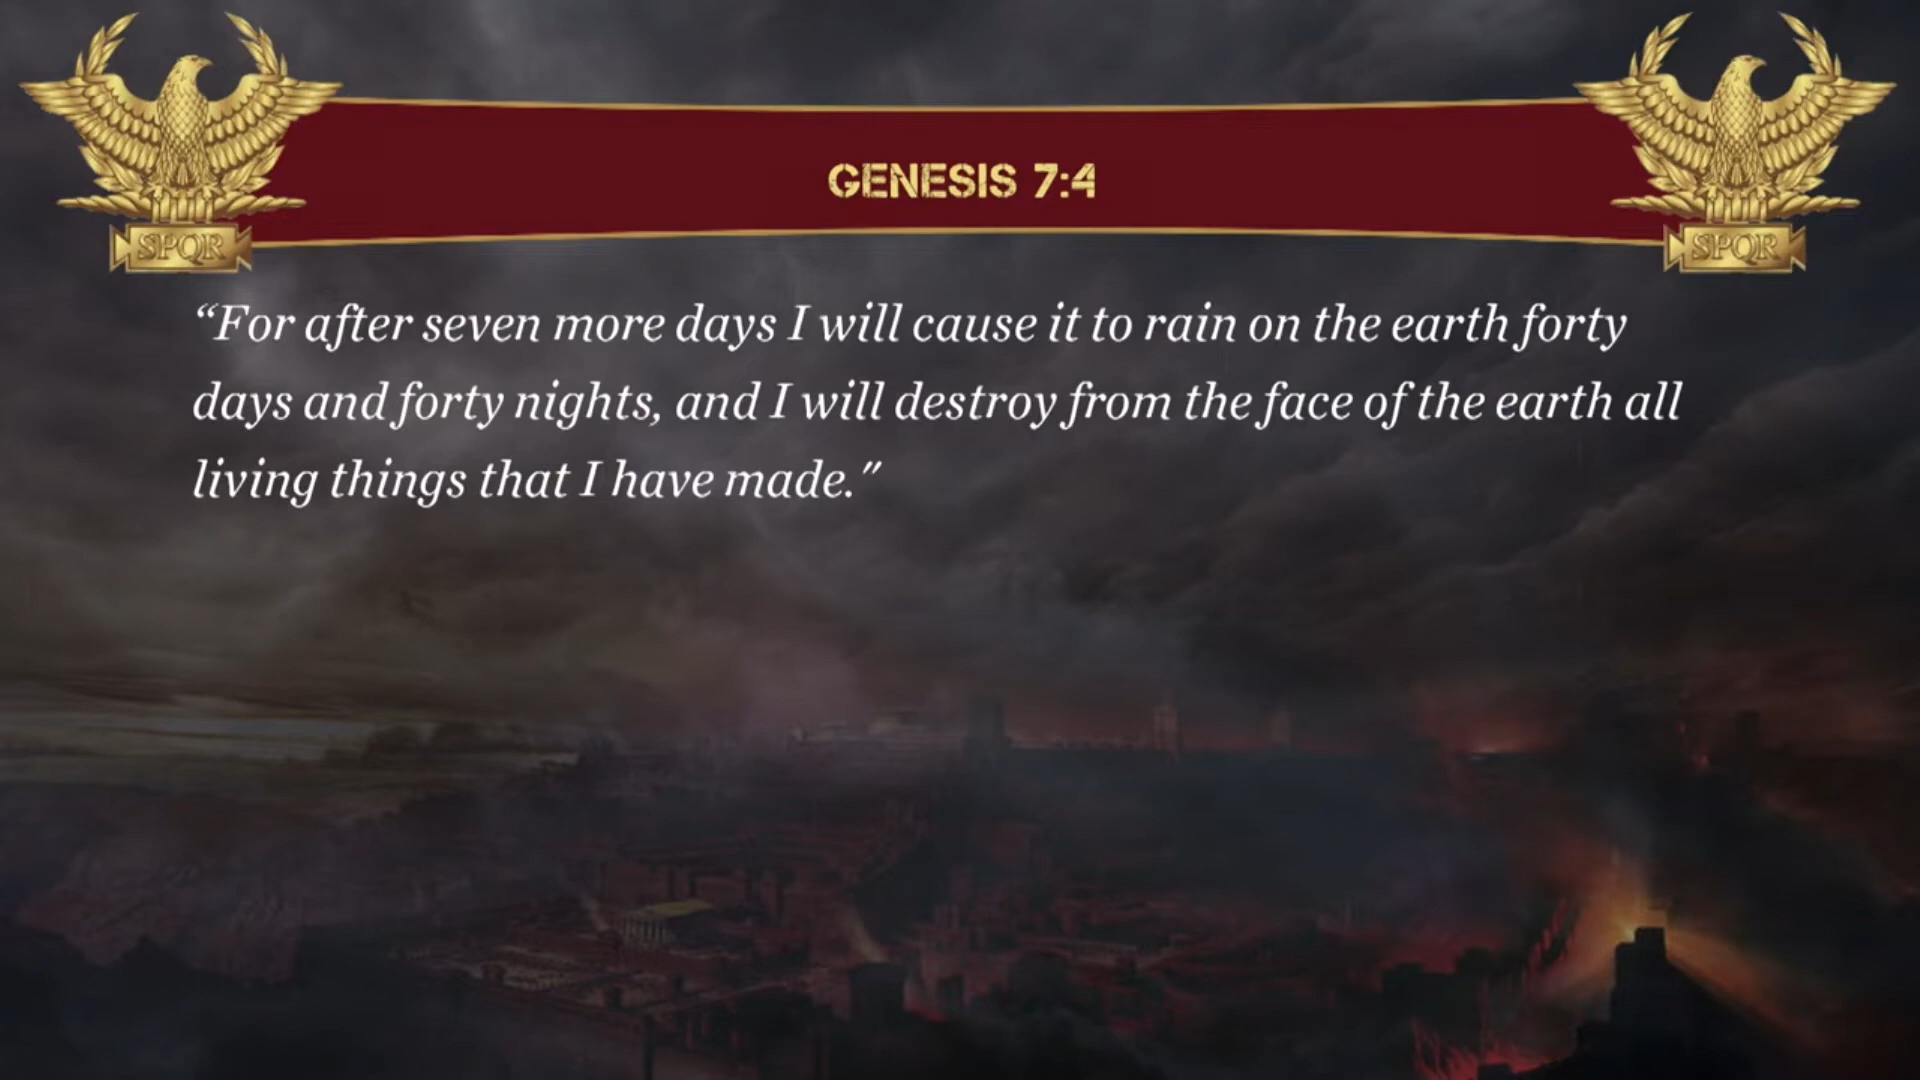 SPQR
SPQR
GENESIS 7:4
“For after seven more days I will cause it to rain on the earth forty
days and forty nights, and I will destroy from the face of the earth all
living things that I have made."